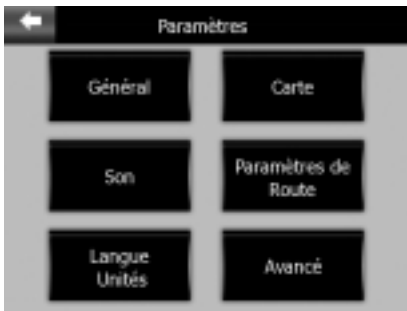 Paramètres
Général
Carte
Son
Paramètres de
Route
Langue
Unités
Avancé